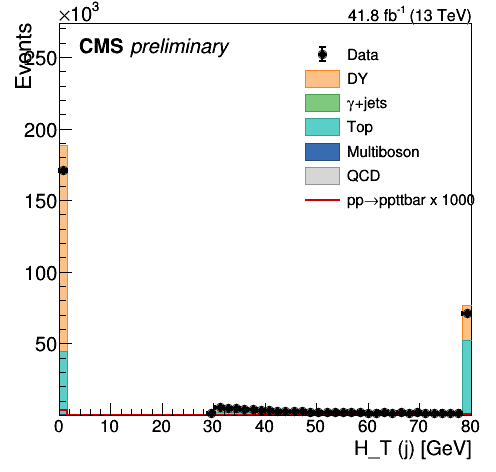 ×10³
41.8 fb⁻¹ (13 TeV)
CMS preliminary
Events
Data
DY
γ+jets
Top
Multiboson
QCD
pp→ppttbar x 1000
200
150
100
50
0 10 20 30 40 50 60 70 80
H_T (j) [GeV]